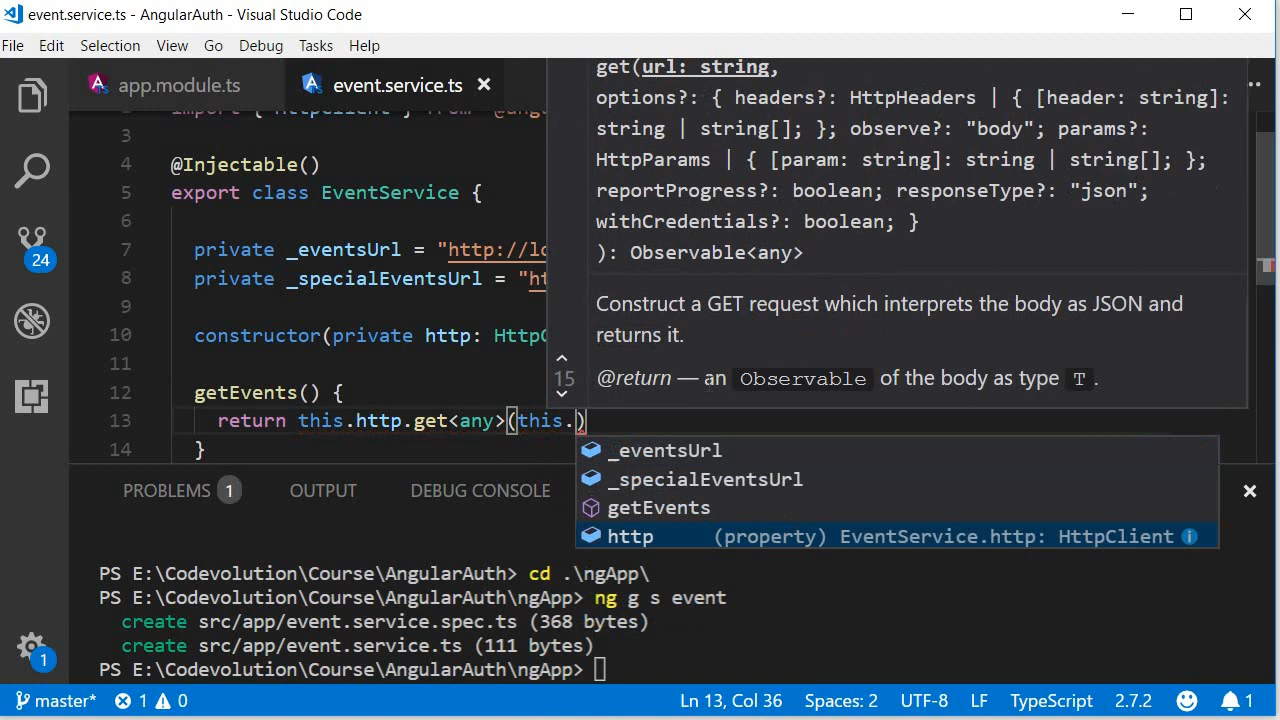 event.service.ts - AngularAuth - Visual Studio Code
File Edit Selection View Go Debug Tasks Help
app.module.ts event.service.ts
import { HttpClient } from '@angu
3
4 @Injectable()
5 export class EventService {
6
7 private _eventsUrl = "http://lo
8 private _specialEventsUrl = "ht
9
10 constructor(private http: HttpC
11
12 getEvents() {
13 return this.http.get<any>(this.)
14 }
get(url: string,
options?: { headers?: HttpHeaders | { [header: string]:
string | string[]; }; observe?: "body"; params?:
HttpParams | { [param: string]: string | string[]; };
reportProgress?: boolean; responseType?: "json";
withCredentials?: boolean; }
): Observable<any>
Construct a GET request which interprets the body as JSON and
returns it.
15
@return — an Observable of the body as type T.
_eventsUrl
_specialEventsUrl
getEvents
http (property) EventService.http: HttpClient
24
1
PROBLEMS 1 OUTPUT DEBUG CONSOLE
PS E:\Codevolution\Course\AngularAuth> cd .\ngApp\
PS E:\Codevolution\Course\AngularAuth\ngApp> ng g s event
create src/app/event.service.spec.ts (368 bytes)
create src/app/event.service.ts (111 bytes)
PS E:\Codevolution\Course\AngularAuth\ngApp>
master* 1 0 Ln 13, Col 36 Spaces: 2 UTF-8 LF TypeScript 2.7.2 1